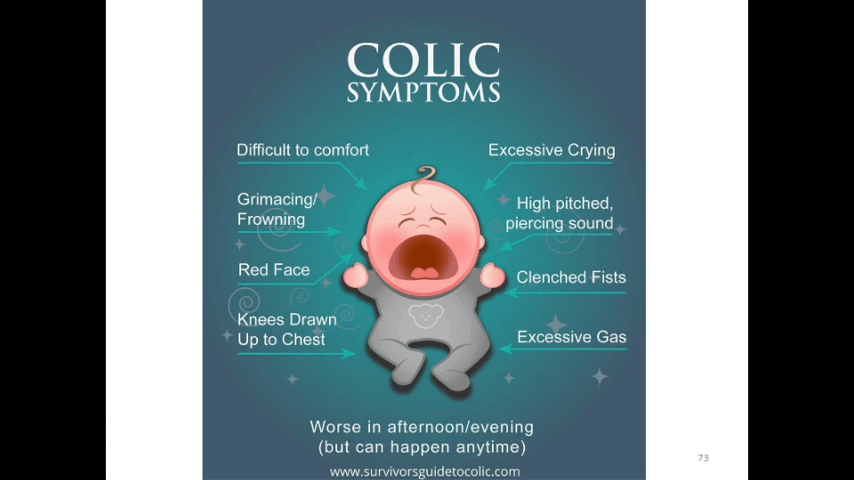 COLIC
SYMPTOMS
Difficult to comfort
Excessive Crying
Grimacing/
Frowning
High pitched,
piercing sound
Red Face
Clenched Fists
Knees Drawn
Up to Chest
Excessive Gas
Worse in afternoon/evening
(but can happen anytime)
www.survivorsguidetocolic.com
73